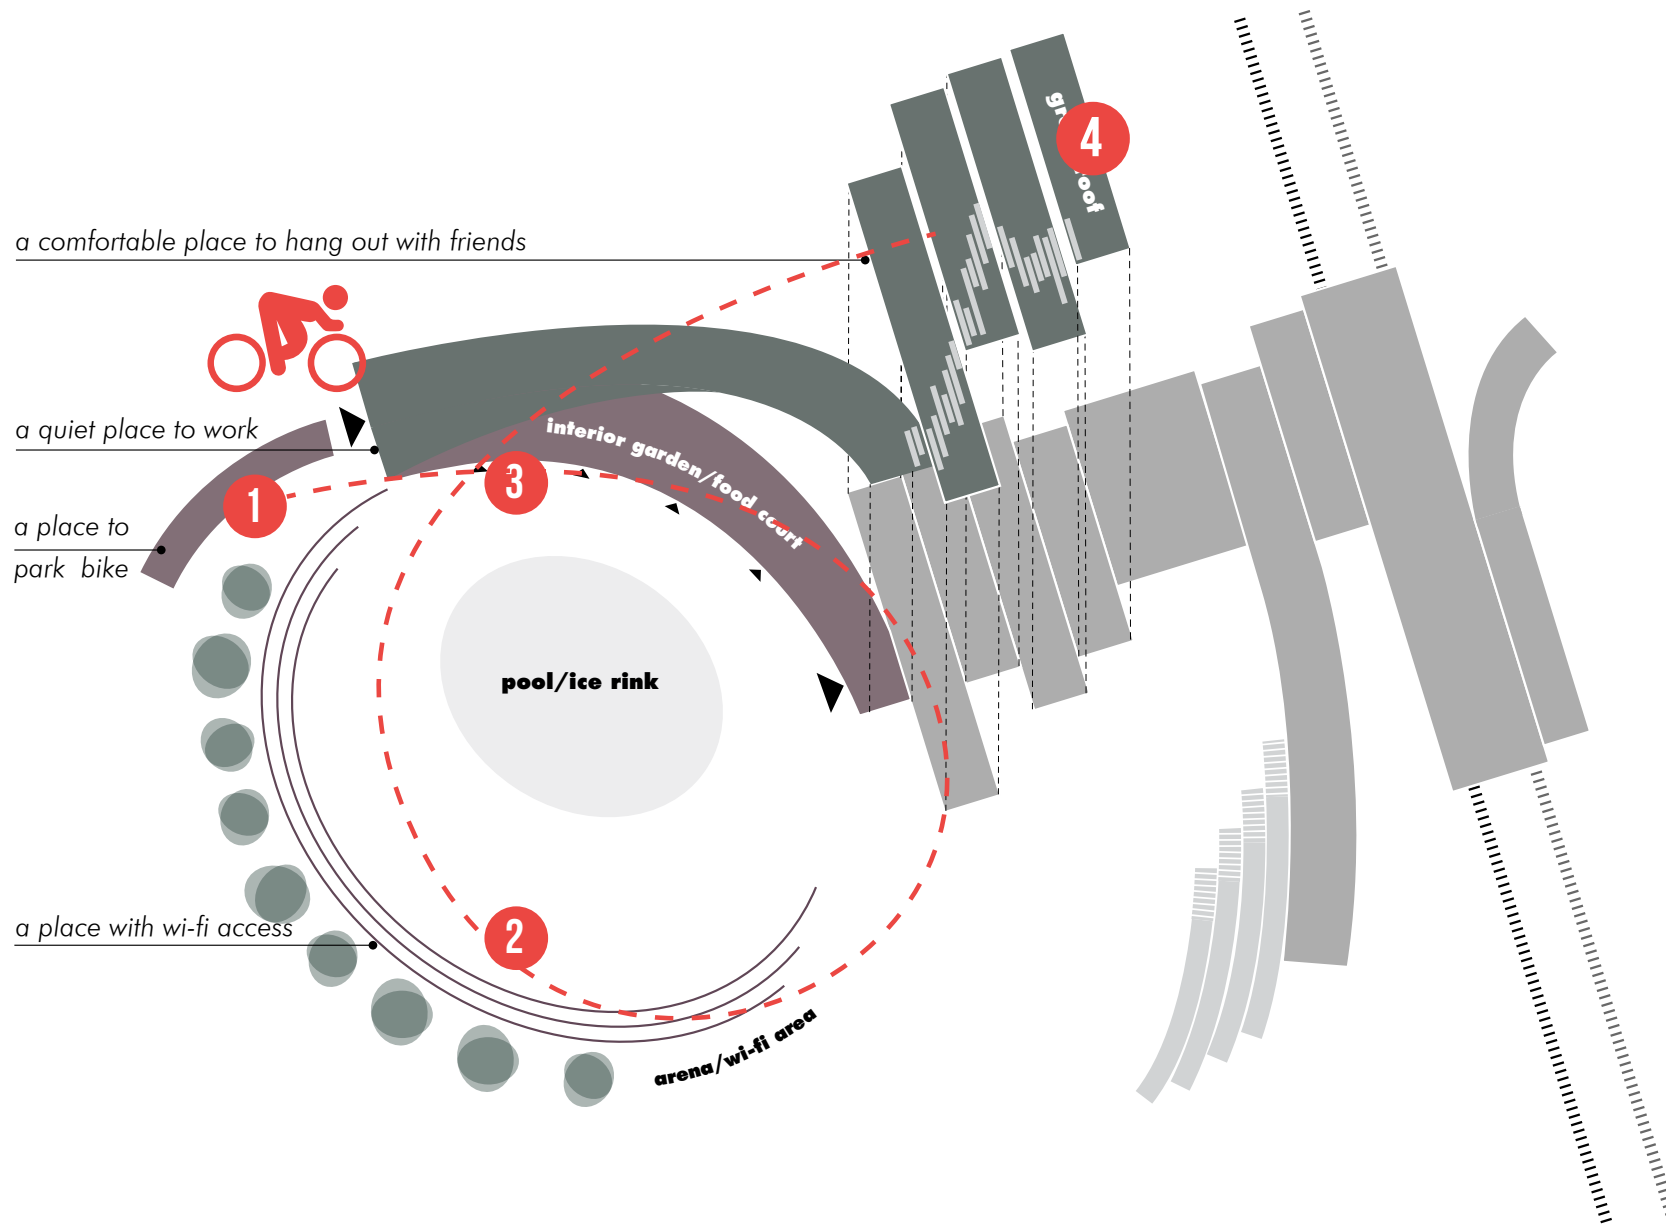 4
a comfortable place to hang out with friends
a quiet place to work
interior garden/food court
3
1
a place to
park bike
pool/ice rink
a place with wi-fi access
2
arena/wi-fi area